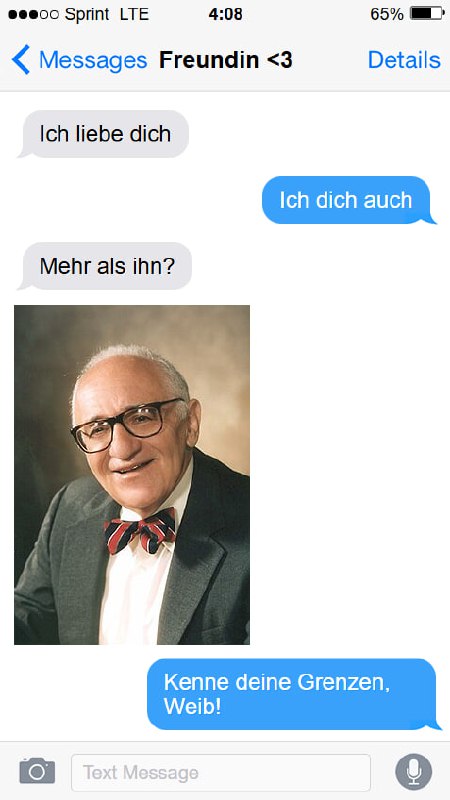 Sprint LTE 4:08 65%
Messages Freundin <3 Details
Ich liebe dich
Ich dich auch
Mehr als ihn?
Kenne deine Grenzen,
Weib!
Text Message